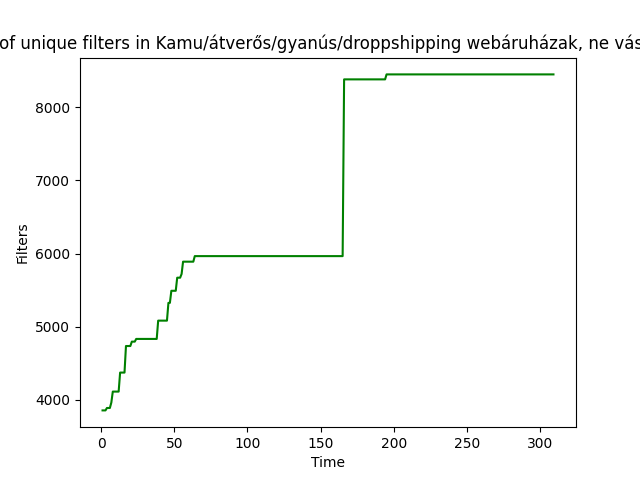 of unique filters in Kamu/átverős/gyanús/droppshipping webáruházak, ne vás
8000
7000
6000
5000
4000
Filters
0 50 100 150 200 250 300
Time